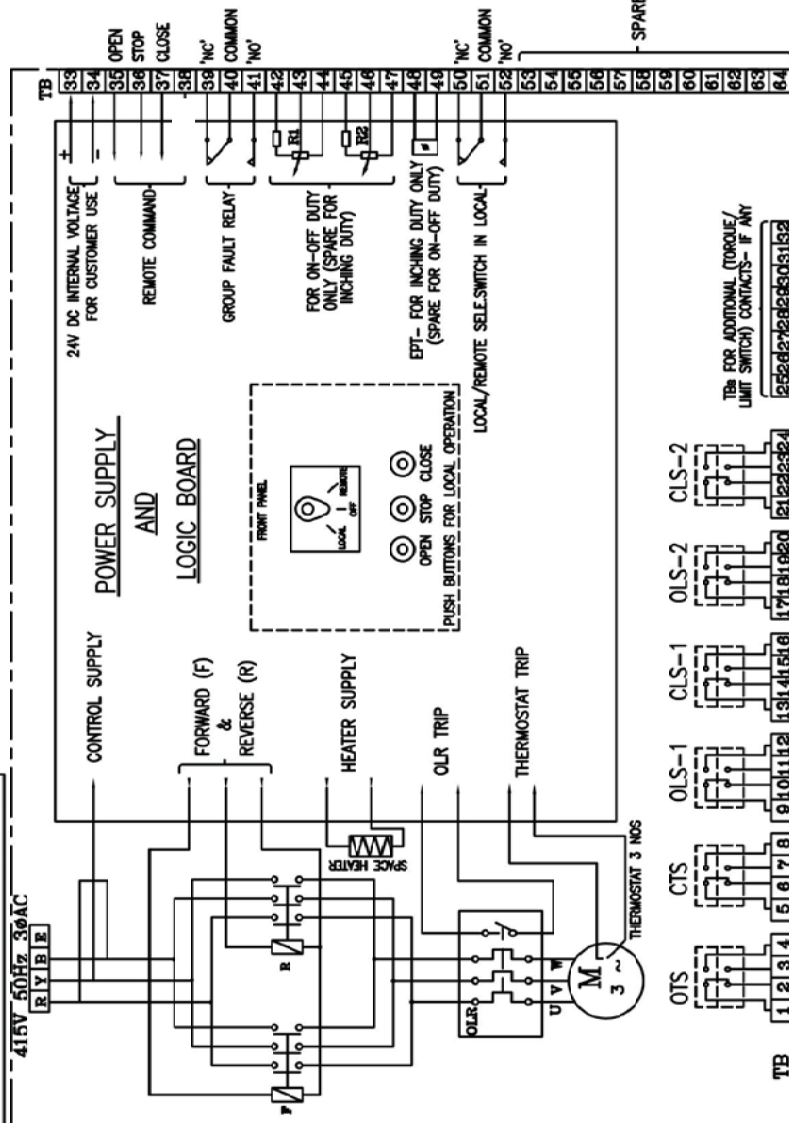 415V 50Hz 3øAC
R Y B E
CONTROL SUPPLY
FORWARD (F)
&
REVERSE (R)
HEATER SUPPLY
SPACE HEATER
OLR TRIP
THERMOSTAT TRIP
F
R
OLR
U V W
M
3 ~
THERMOSTAT 3 NOS
POWER SUPPLY
AND
LOGIC BOARD
FRONT PANEL
LOCAL
OFF
REMOTE
OPEN STOP CLOSE
PUSH BUTTONS FOR LOCAL OPERATION
TB
33
34
35
36
37
38
39
40
41
42
43
44
45
46
47
48
49
50
51
52
53
54
55
56
57
58
59
60
61
62
63
64
+
-
24V DC INTERNAL VOLTAGE
FOR CUSTOMER USE
OPEN
STOP
CLOSE
REMOTE COMMAND
'NC'
COMMON
'NO'
GROUP FAULT RELAY
R1
R2
FOR ON-OFF DUTY
ONLY (SPARE FOR
INCHING DUTY)
EPT- FOR INCHING DUTY ONLY
(SPARE FOR ON-OFF DUTY)
'NC'
COMMON
'NO'
LOCAL/REMOTE SELE.SWITCH IN LOCAL
OTS
CTS
OLS-1
CLS-1
OLS-2
CLS-2
TB
1 2 3 4
5 6 7 8
9 10 11 12
13 14 15 16
17 18 19 20
21 22 23 24
TBs FOR ADDITIONAL (TORQUE/
LIMIT SWITCH) CONTACTS- IF ANY
25 26 27 28 29 30 31 32